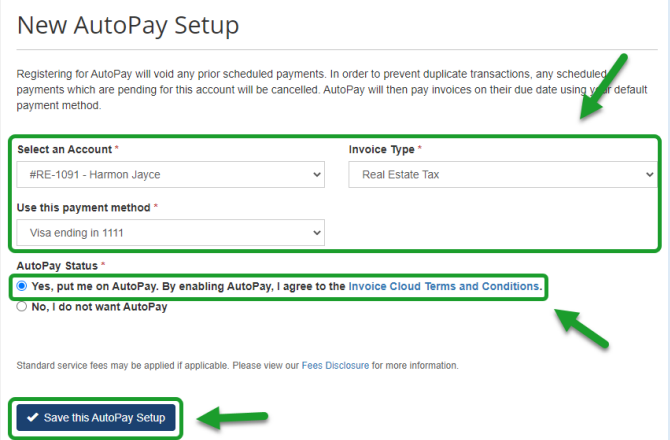 New AutoPay Setup
Registering for AutoPay will void any prior scheduled payments. In order to prevent duplicate transactions, any scheduled
payments which are pending for this account will be cancelled. AutoPay will then pay invoices on their due date using your default
payment method.
Select an Account * Invoice Type *
#RE-1091 - Harmon Jayce Real Estate Tax
Use this payment method *
Visa ending in 1111
AutoPay Status *
Yes, put me on AutoPay. By enabling AutoPay, I agree to the Invoice Cloud Terms and Conditions.
No, I do not want AutoPay
Standard service fees may be applied if applicable. Please view our Fees Disclosure for more information.
Save this AutoPay Setup